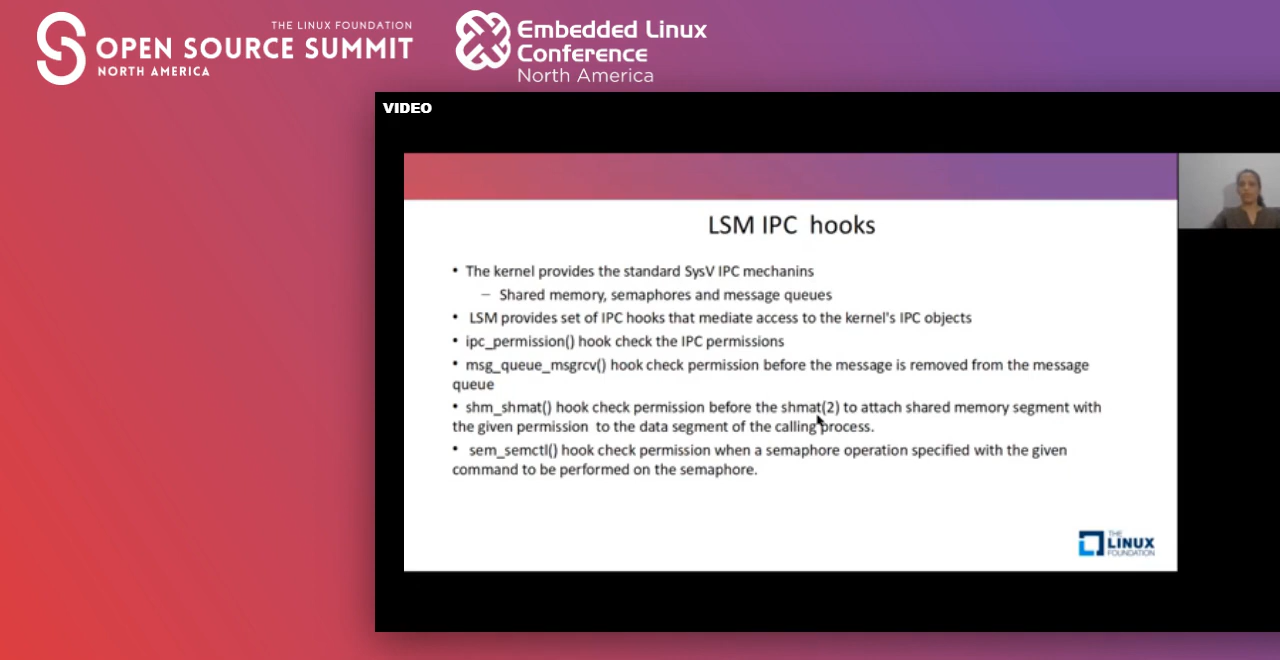 THE LINUX FOUNDATION
OPEN SOURCE SUMMIT
NORTH AMERICA
Embedded Linux
Conference
North America
VIDEO
LSM IPC hooks
• The kernel provides the standard SysV IPC mechanins
– Shared memory, semaphores and message queues
• LSM provides set of IPC hooks that mediate access to the kernel's IPC objects
• ipc_permission() hook check the IPC permissions
• msg_queue_msgrcv() hook check permission before the message is removed from the message
queue
• shm_shmat() hook check permission before the shmat(2) to attach shared memory segment with
the given permission to the data segment of the calling process.
• sem_semctl() hook check permission when a semaphore operation specified with the given
command to be performed on the semaphore.
THE
LINUX
FOUNDATION